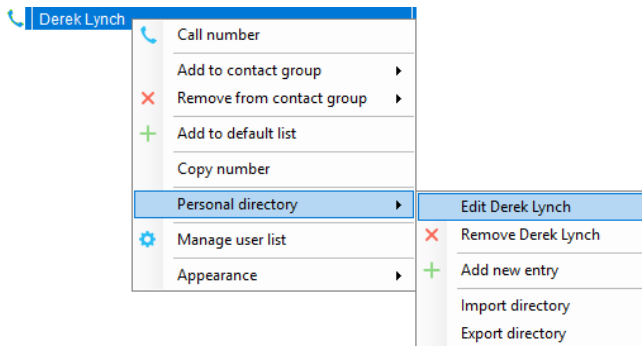 Derek Lynch
Call number
Add to contact group
Remove from contact group
Add to default list
Copy number
Personal directory
Edit Derek Lynch
Remove Derek Lynch
Add new entry
Import directory
Export directory
Manage user list
Appearance